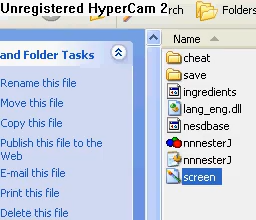 Unregistered HyperCam 2
rch
Folders
and Folder Tasks
Rename this file
Move this file
Copy this file
Publish this file to the
Web
E-mail this file
Print this file
Delete this file
Name
cheat
save
ingredients
lang_eng.dll
nesdbase
nnnesterJ
nnnesterJ
screen